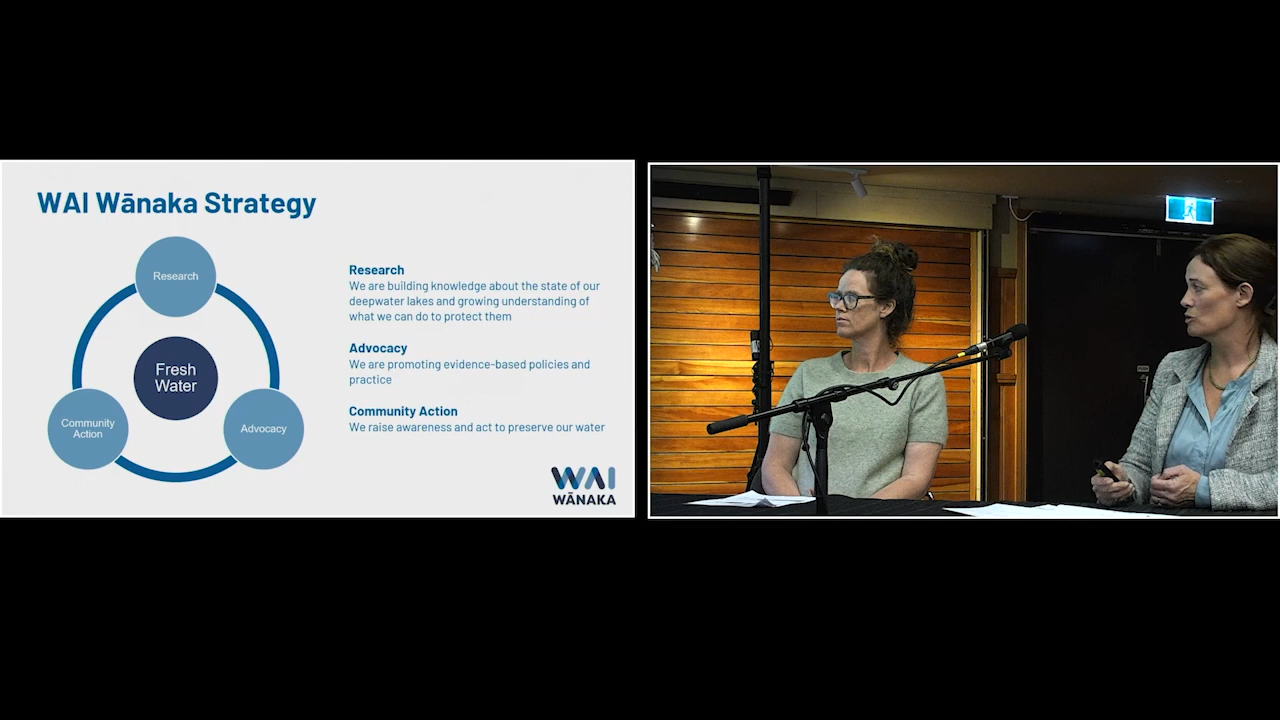 WAI Wānaka Strategy
Research
Fresh
Water
Community
Action
Advocacy
Research
We are building knowledge about the state of our
deepwater lakes and growing understanding of
what we can do to protect them
Advocacy
We are promoting evidence-based policies and
practice
Community Action
We raise awareness and act to preserve our water
WAI
WĀNAKA